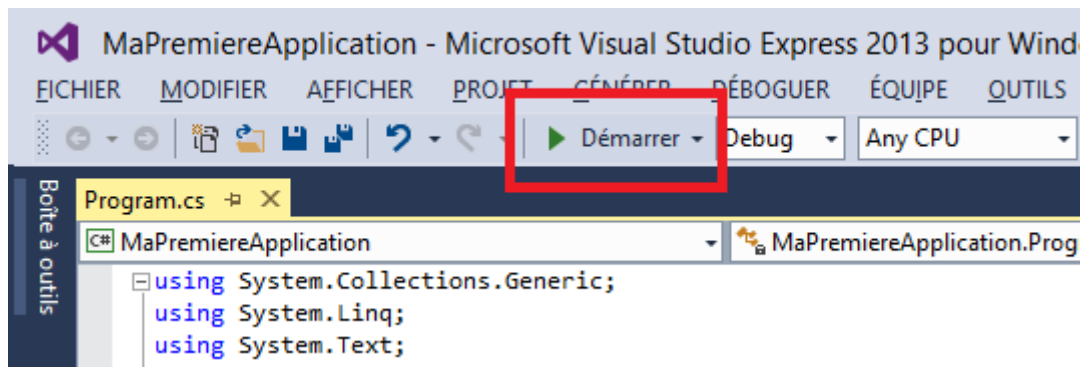 MaPremiereApplication - Microsoft Visual Studio Express 2013 pour Wind
FICHIER MODIFIER AFFICHER PROJET GÉNÉRER DÉBOGUER ÉQUIPE OUTILS
Démarrer Debug Any CPU
Boîte à outils
Program.cs
C# MaPremiereApplication MaPremiereApplication.Prog
using System.Collections.Generic;
using System.Linq;
using System.Text;